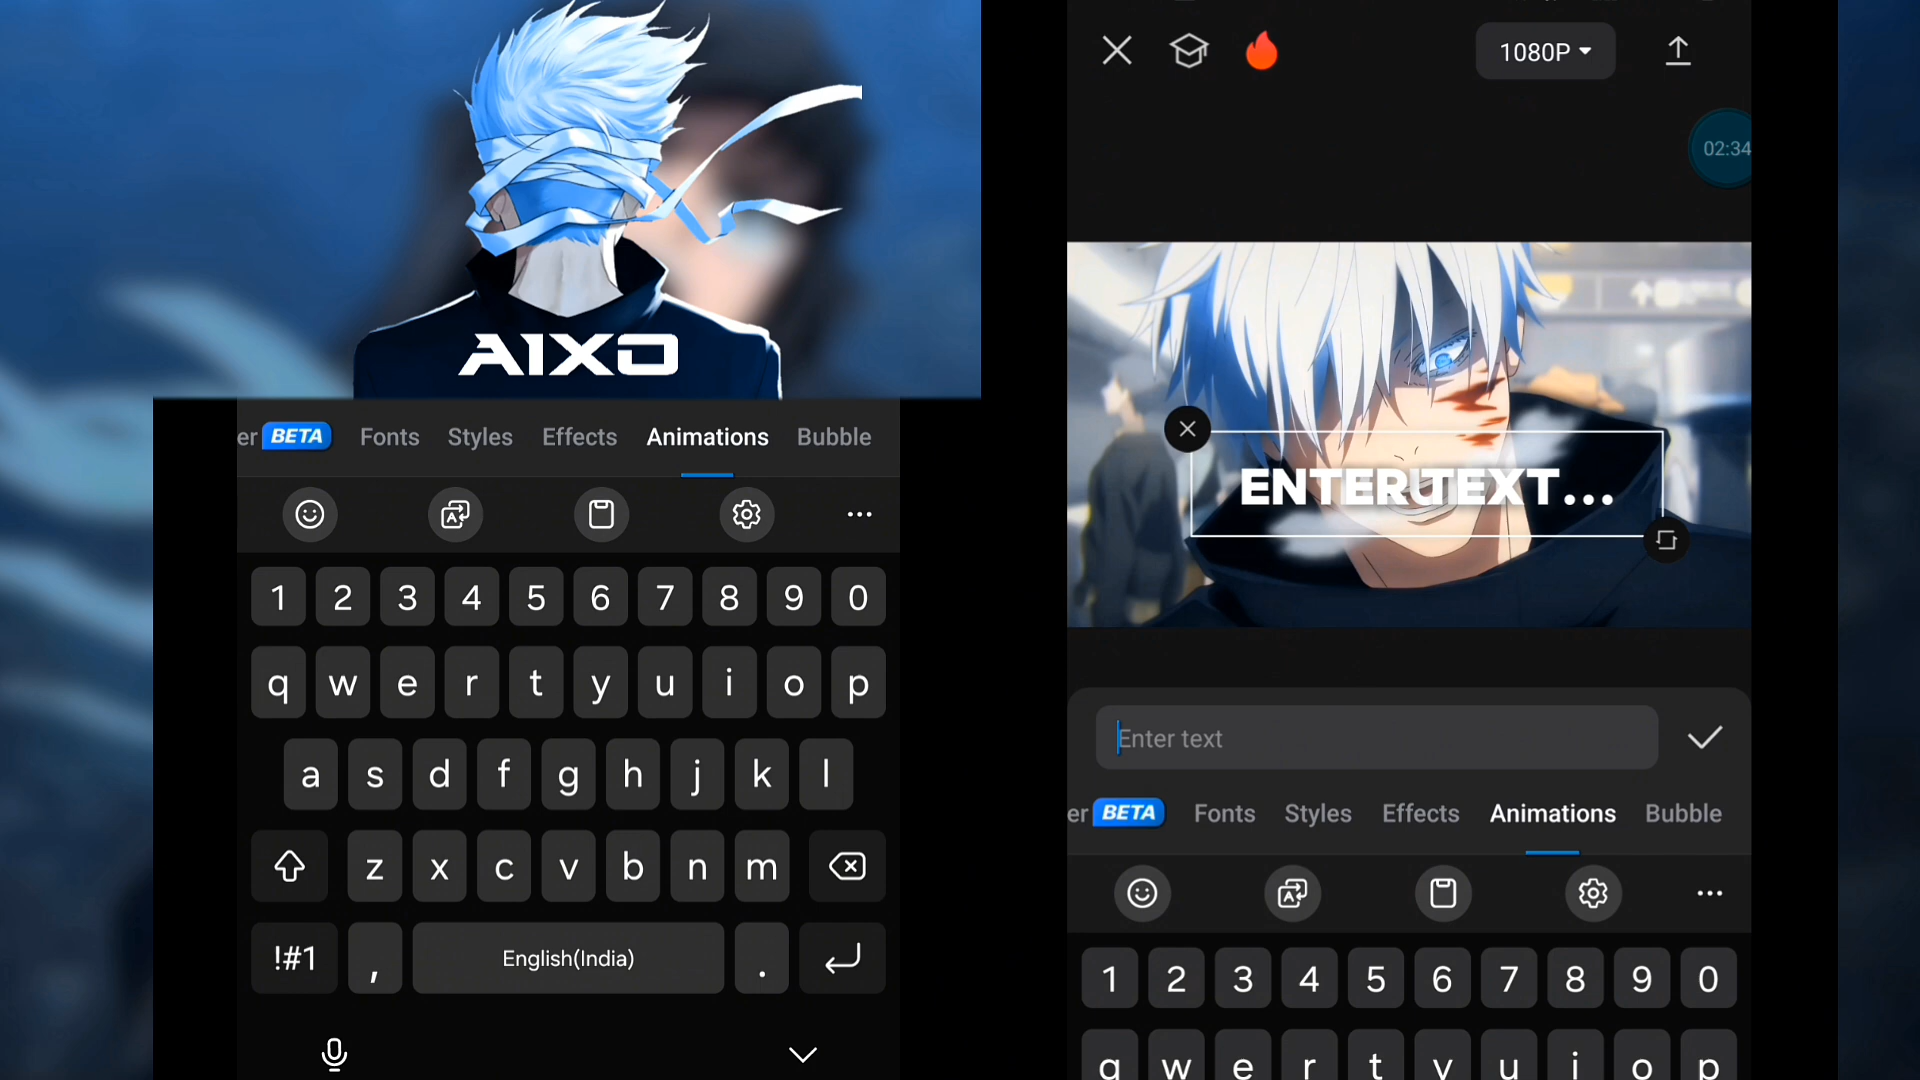 AIXO
er BETA Fonts Styles Effects Animations Bubble
1 2 3 4 5 6 7 8 9 0
q w e r t y u i o p
a s d f g h j k l
z x c v b n m
!#1 , English(India) .
1080P
02:34
ENTER TEXT...
Enter text
er BETA Fonts Styles Effects Animations Bubble
1 2 3 4 5 6 7 8 9 0
q w e r t y u i o p